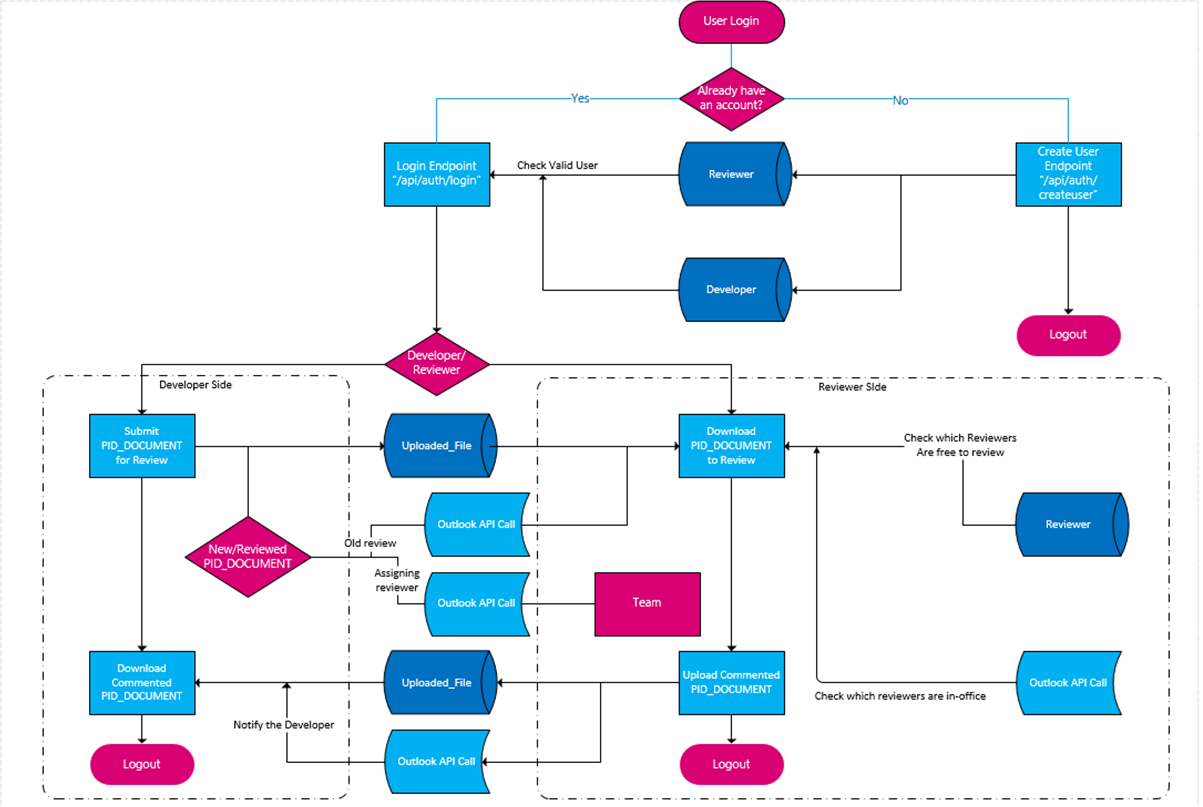 User Login
Already have
an account?
Yes
No
Login Endpoint
"/api/auth/login"
Check Valid User
Reviewer
Create User
Endpoint
"/api/auth/
createuser"
Developer
Logout
Developer/
Reviewer
Developer Side
Reviewer SIde
Submit
PID_DOCUMENT
for Review
Uploaded_File
Download
PID_DOCUMENT
to Review
Check which Reviewers
Are free to review
Outlook API Call
Reviewer
Old review
New/Reviewed
PID_DOCUMENT
Assigning
reviewer
Outlook API Call
Team
Download
Commented
PID_DOCUMENT
Uploaded_File
Upload Commented
PID_DOCUMENT
Outlook API Call
Check which reviewers are in-office
Notify the Developer
Outlook API Call
Logout
Logout